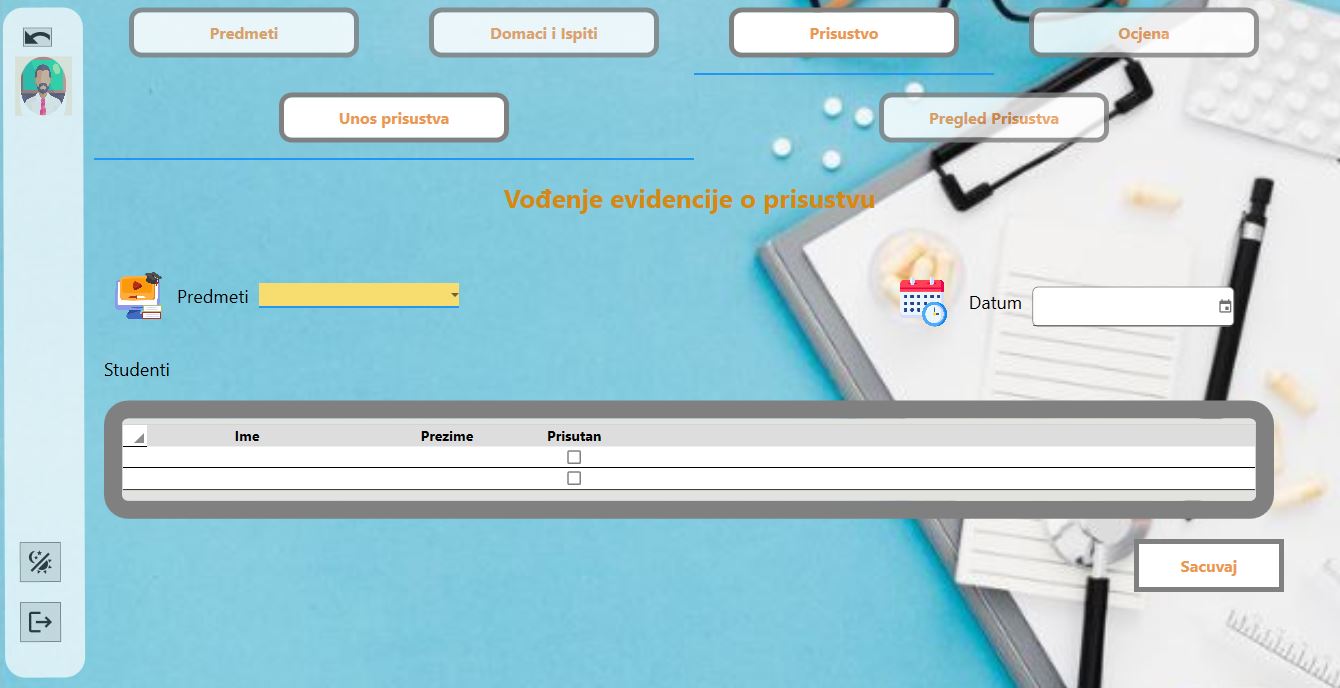 Predmeti
Domaci i Ispiti
Prisustvo
Ocjena
Unos prisustva
Pregled Prisustva
Vođenje evidencije o prisustvu
Predmeti
Datum
Studenti
Ime Prezime Prisutan
Sacuvaj